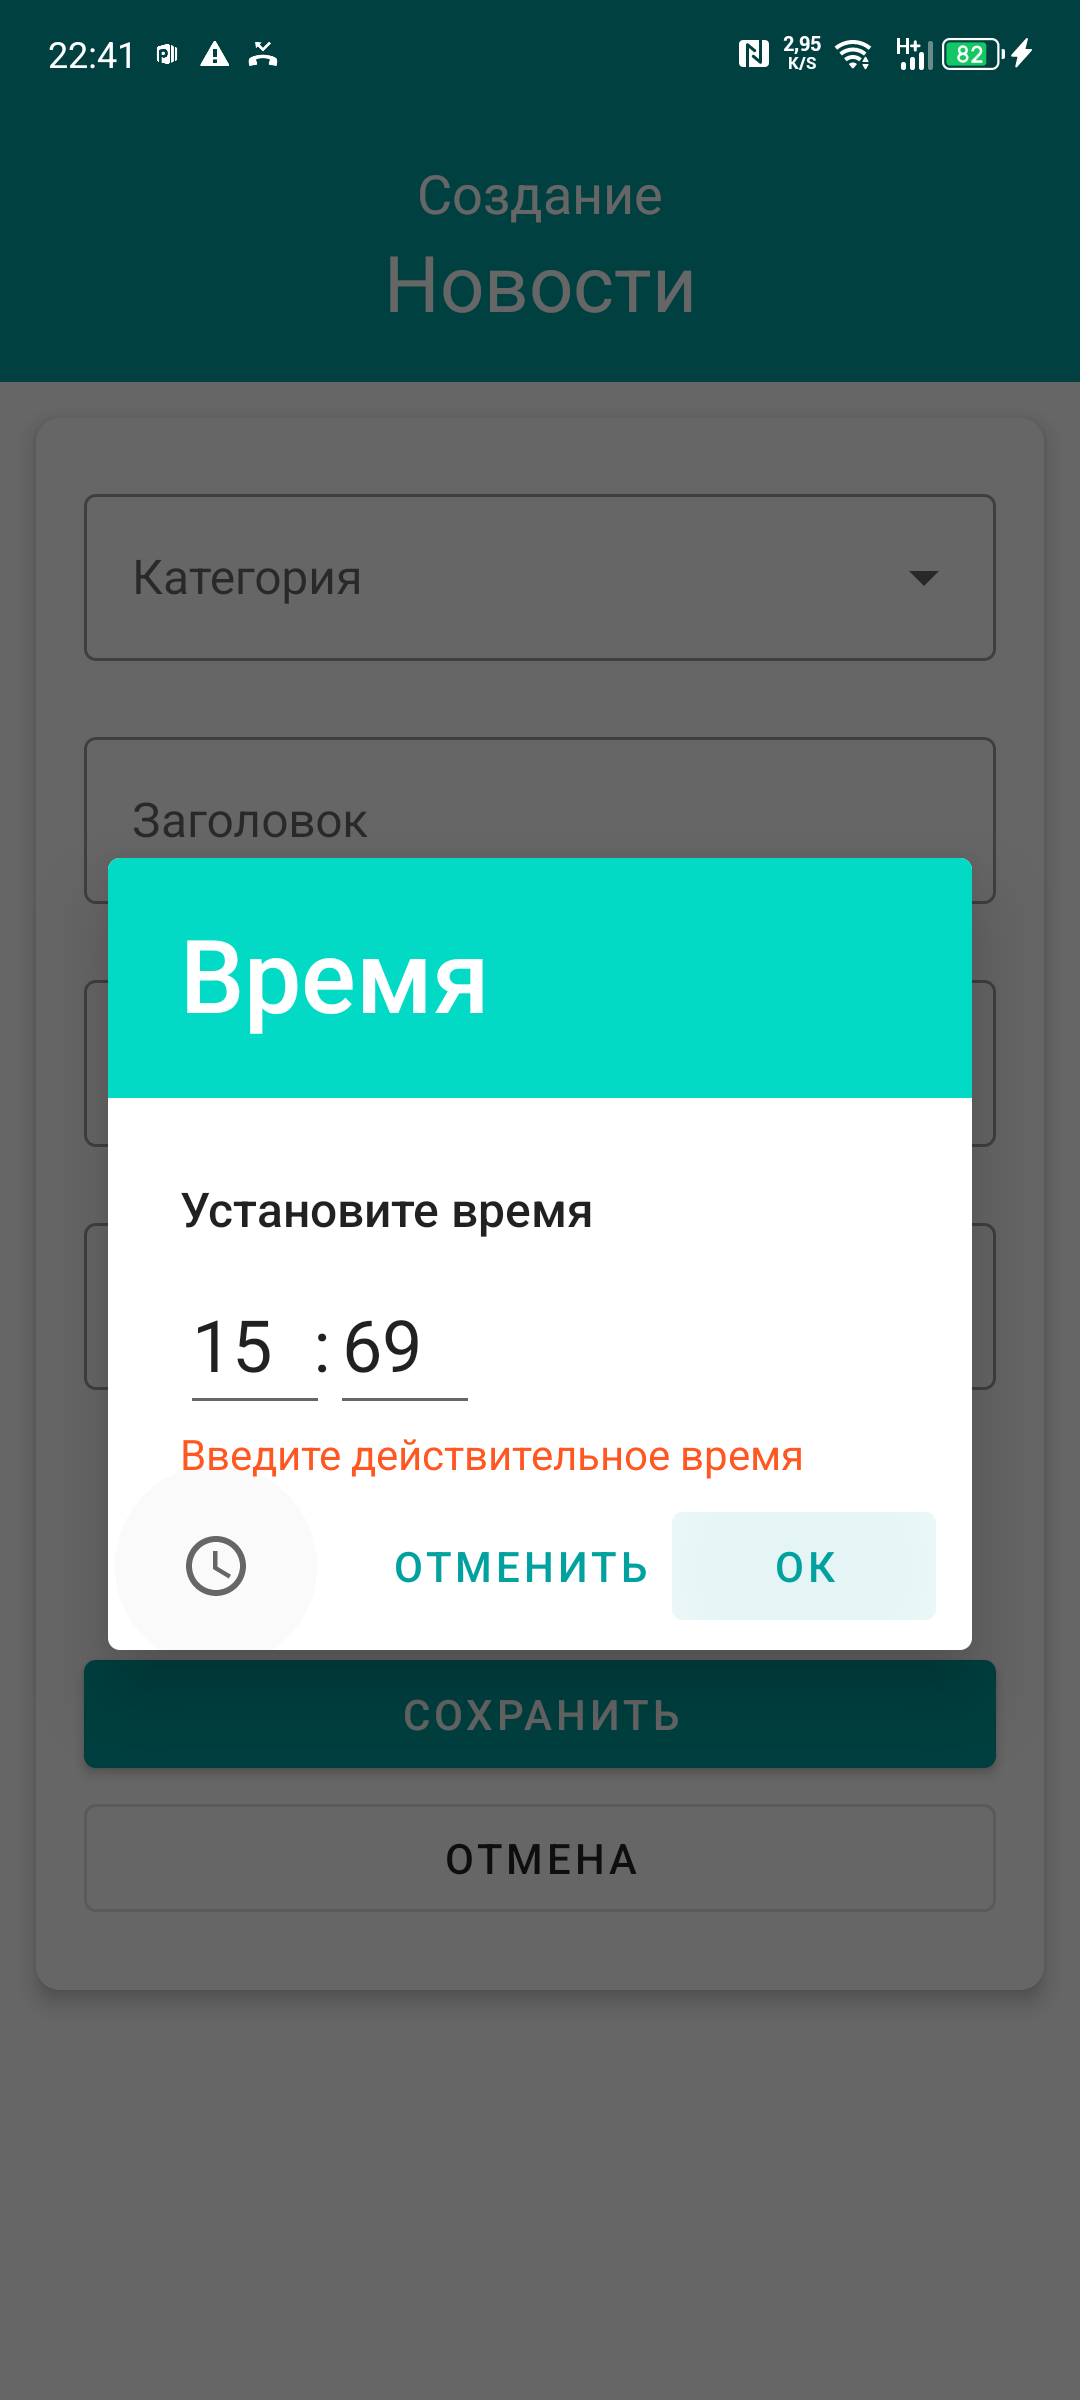 22:41
2,95
K/S
H+
82
Создание
Новости
Категория
Заголовок
Время
Установите время
15 : 69
Введите действительное время
ОТМЕНИТЬ
ОК
СОХРАНИТЬ
ОТМЕНА